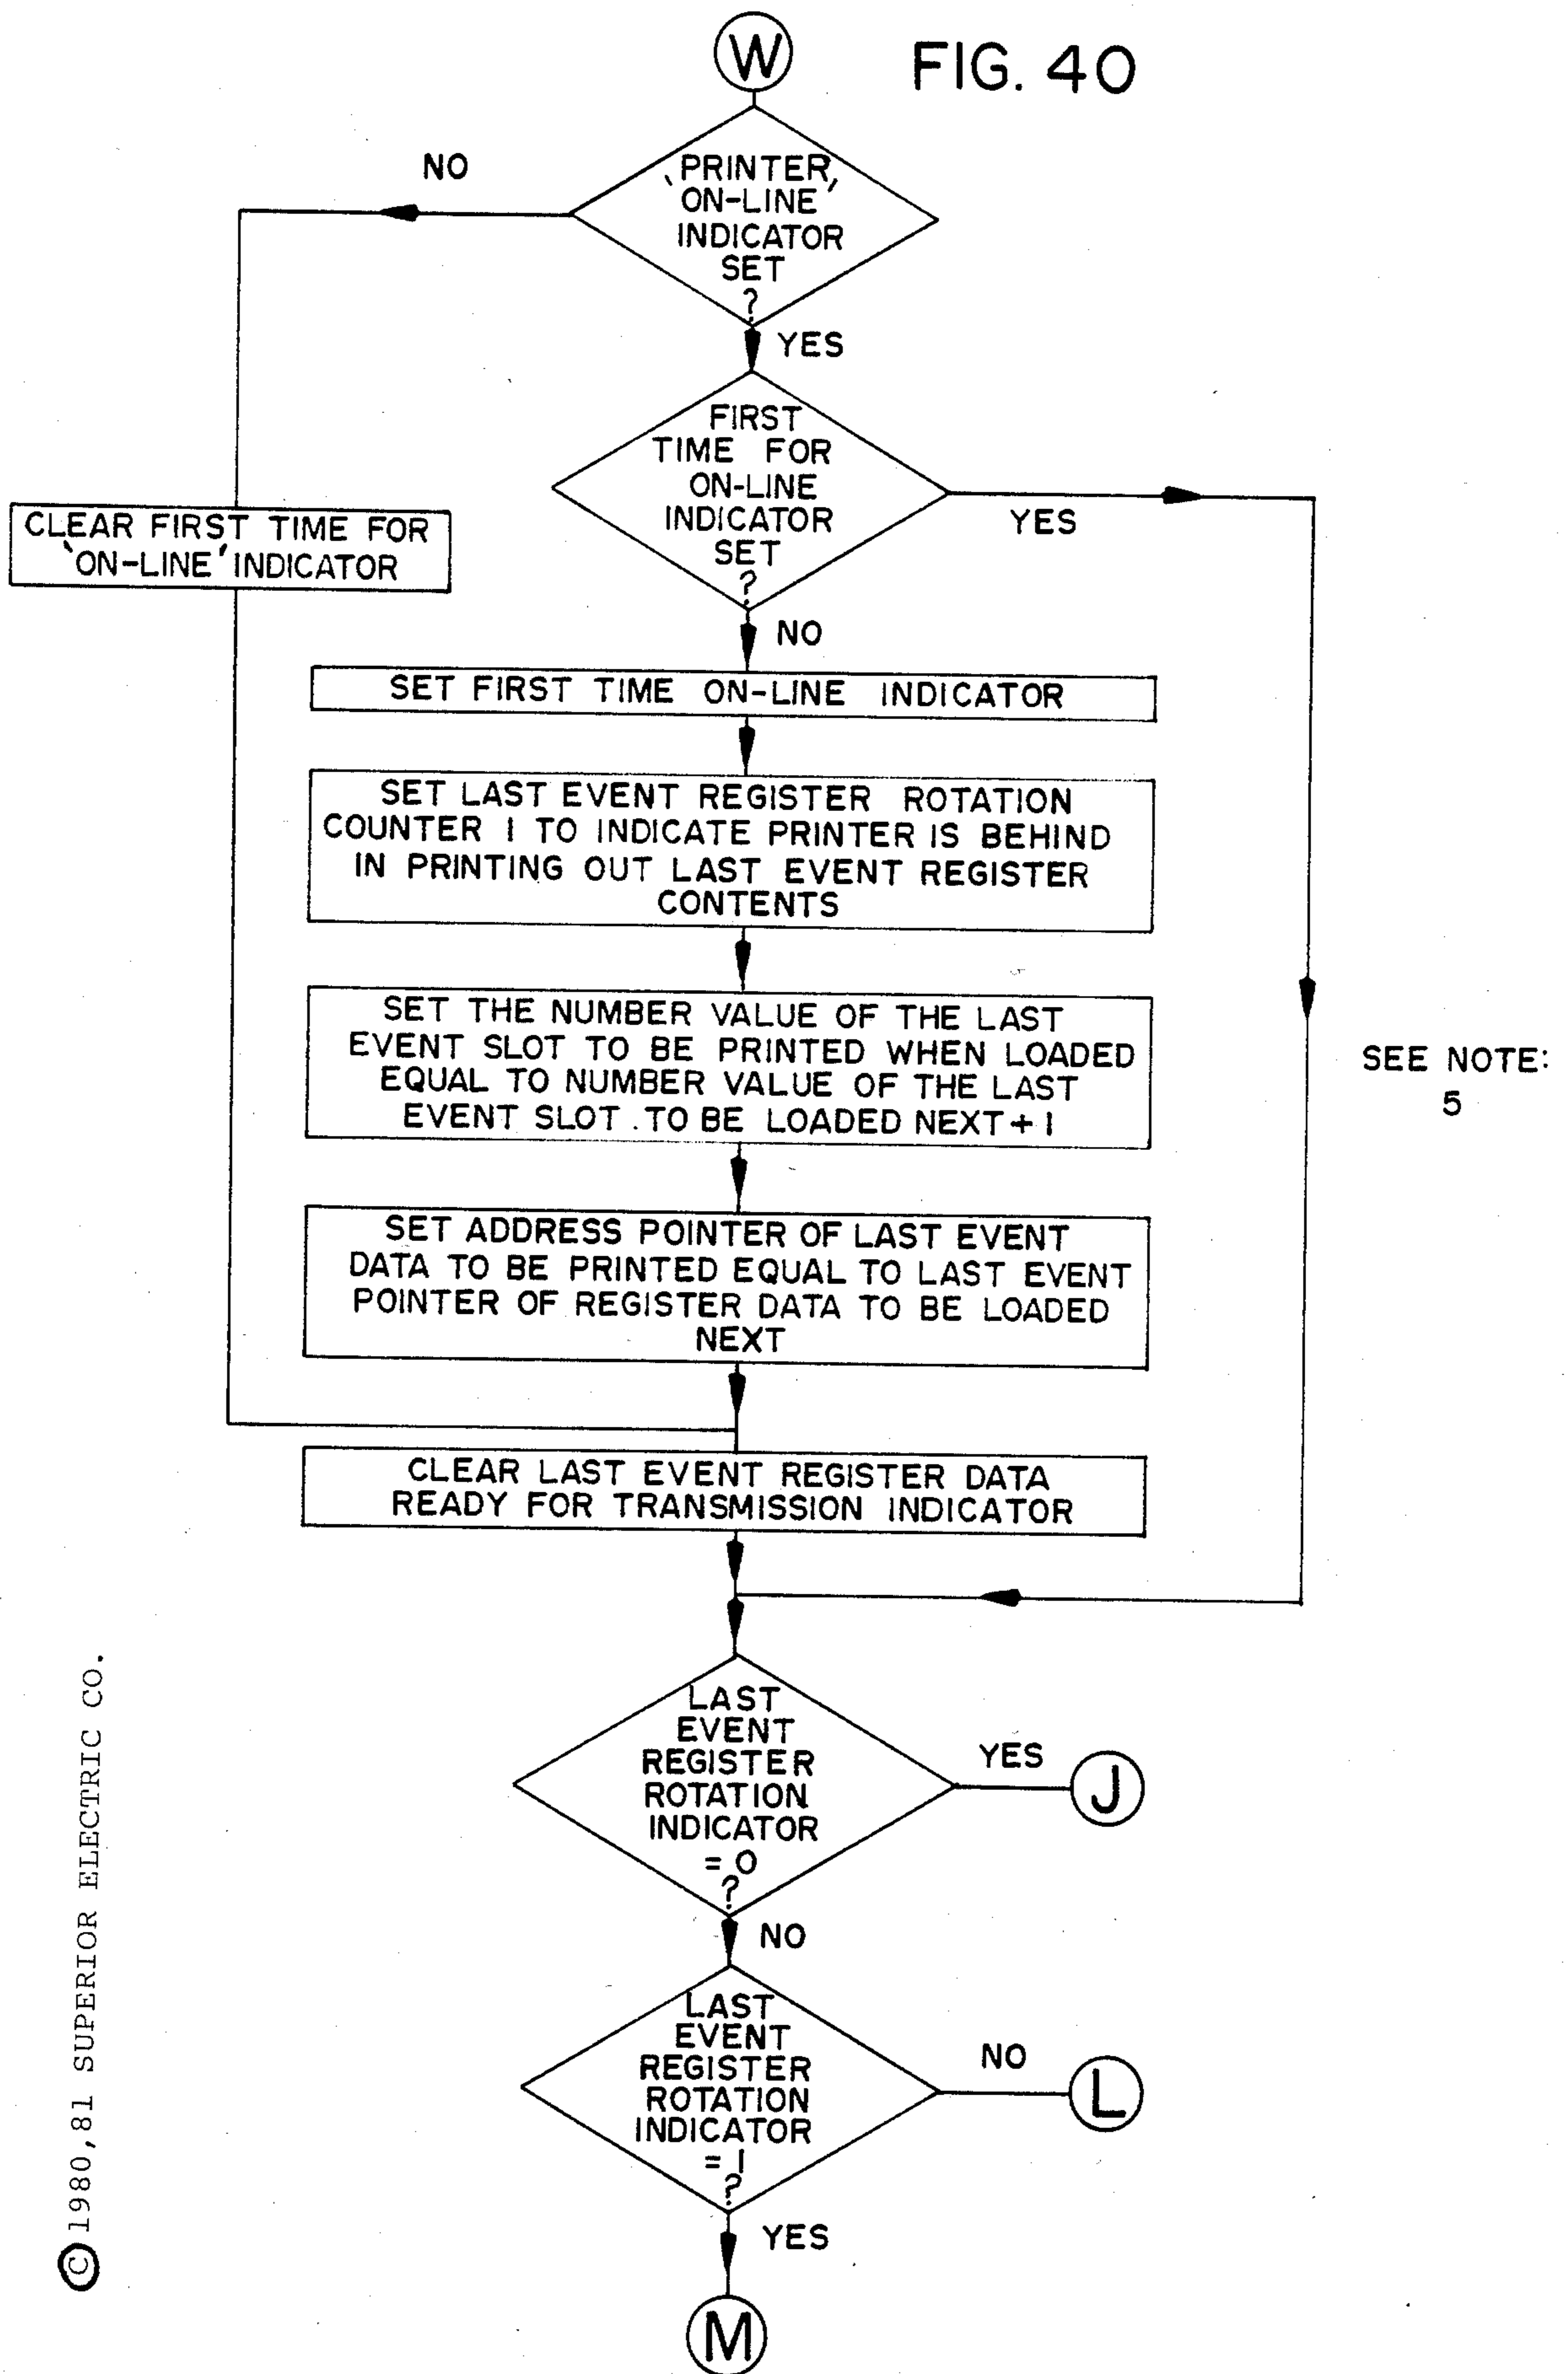 W
FIG. 40
'PRINTER,
ON-LINE'
INDICATOR
SET
?
NO
YES
FIRST
TIME FOR
ON-LINE
INDICATOR
SET
?
YES
CLEAR FIRST TIME FOR
'ON-LINE' INDICATOR
NO
SET FIRST TIME ON-LINE INDICATOR
SET LAST EVENT REGISTER ROTATION
COUNTER 1 TO INDICATE PRINTER IS BEHIND
IN PRINTING OUT LAST EVENT REGISTER
CONTENTS
SET THE NUMBER VALUE OF THE LAST
EVENT SLOT TO BE PRINTED WHEN LOADED
EQUAL TO NUMBER VALUE OF THE LAST
EVENT SLOT . TO BE LOADED NEXT + 1
SEE NOTE:
5
SET ADDRESS POINTER OF LAST EVENT
DATA TO BE PRINTED EQUAL TO LAST EVENT
POINTER OF REGISTER DATA TO BE LOADED
NEXT
CLEAR LAST EVENT REGISTER DATA
READY FOR TRANSMISSION INDICATOR
LAST
EVENT
REGISTER
ROTATION
INDICATOR
= 0
?
YES
J
NO
LAST
EVENT
REGISTER
ROTATION
INDICATOR
= 1
?
NO
L
YES
M
© 1980,81 SUPERIOR ELECTRIC CO.